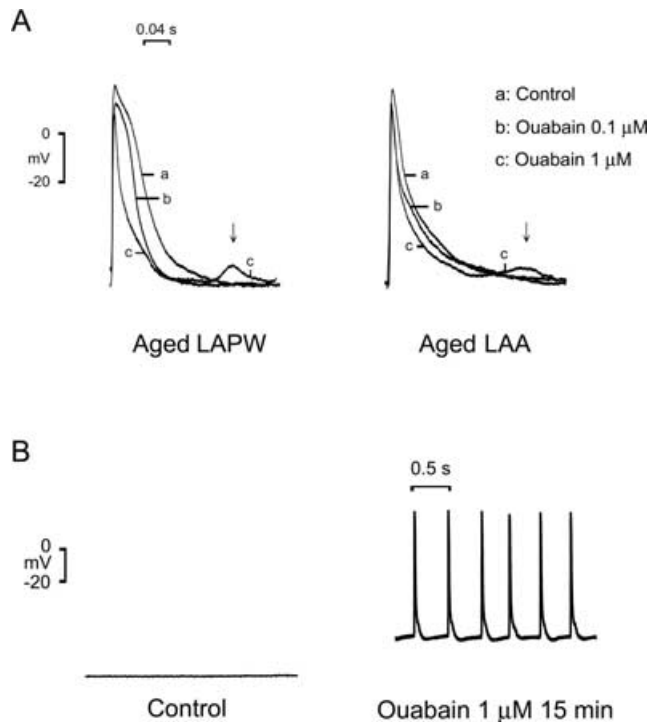 A
0.04 s
0
mV
-20
a
b
c
c
a
b
c
c
a: Control
b: Ouabain 0.1 μM
c: Ouabain 1 μM
Aged LAPW
Aged LAA
B
0.5 s
0
mV
-20
Control
Ouabain 1 μM 15 min